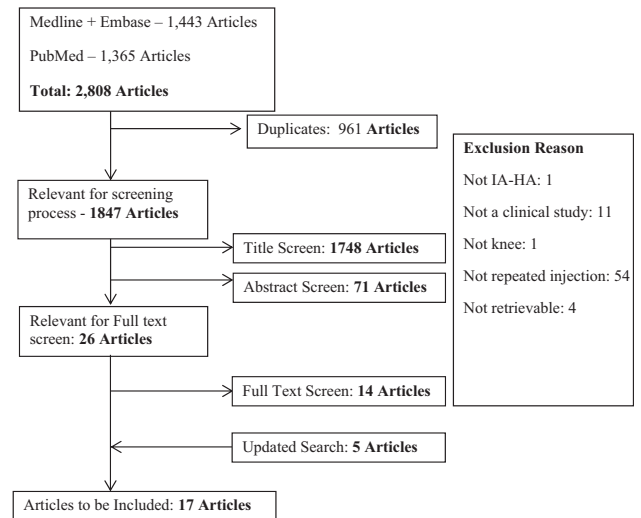 Medline + Embase – 1,443 Articles
PubMed – 1,365 Articles
Total: 2,808 Articles
Duplicates: 961 Articles
Relevant for screening
process - 1847 Articles
Title Screen: 1748 Articles
Abstract Screen: 71 Articles
Relevant for Full text
screen: 26 Articles
Full Text Screen: 14 Articles
Updated Search: 5 Articles
Articles to be Included: 17 Articles
Exclusion Reason
Not IA-HA: 1
Not a clinical study: 11
Not knee: 1
Not repeated injection: 54
Not retrievable: 4